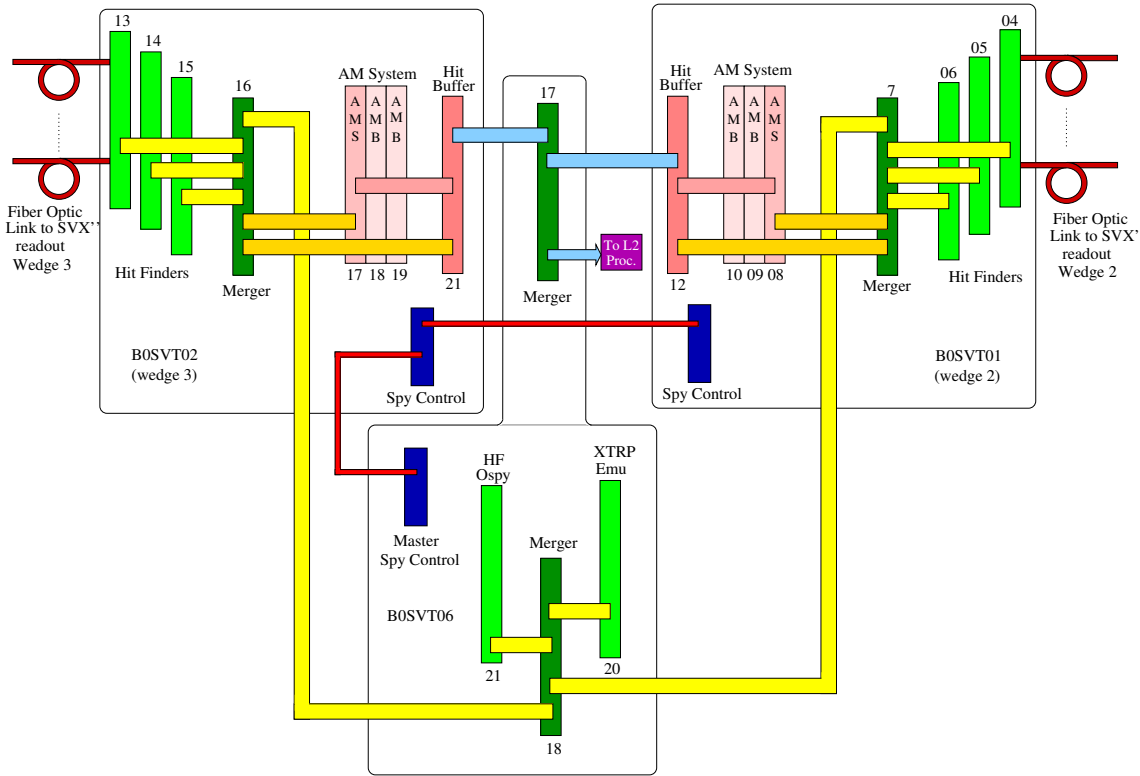 13
14
15
16
AM System
Hit
Buffer
A M S
A M B
A M B
17
Hit
Buffer
AM System
A M B
A M B
A M S
7
06
05
04
Fiber Optic
Link to SVX''
readout
Wedge 3
Hit Finders
Merger
17 18 19
21
Merger
To L2
Proc.
12
10 09 08
Merger
Hit Finders
Fiber Optic
Link to SVX'
readout
Wedge 2
B0SVT02
(wedge 3)
Spy Control
Spy Control
B0SVT01
(wedge 2)
HF
Ospy
XTRP
Emu
Master
Spy Control
Merger
B0SVT06
21
20
18